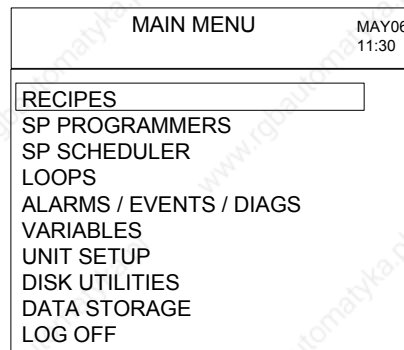 MAIN MENU
MAY06
11:30
RECIPES
SP PROGRAMMERS
SP SCHEDULER
LOOPS
ALARMS / EVENTS / DIAGS
VARIABLES
UNIT SETUP
DISK UTILITIES
DATA STORAGE
LOG OFF